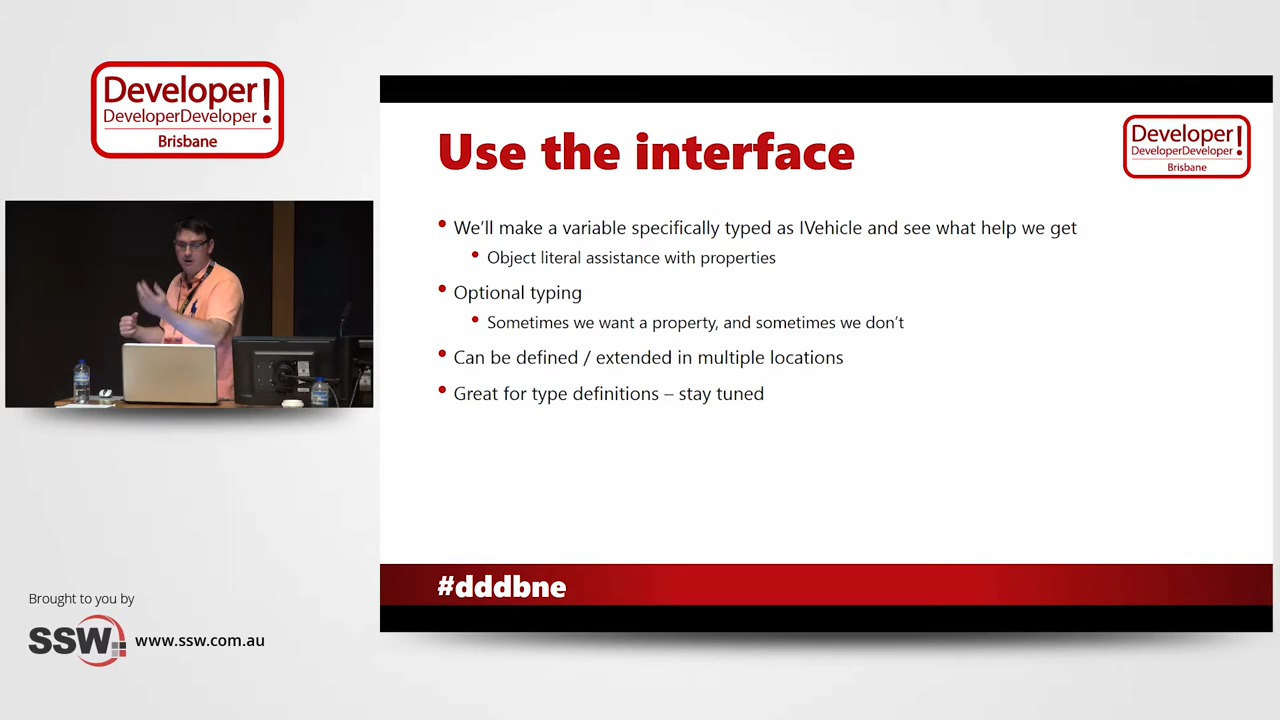 Developer!
DeveloperDeveloper
Brisbane
Use the interface
Developer!
DeveloperDeveloper
Brisbane
• We’ll make a variable specifically typed as IVehicle and see what help we get
• Object literal assistance with properties
• Optional typing
• Sometimes we want a property, and sometimes we don’t
• Can be defined / extended in multiple locations
• Great for type definitions – stay tuned
#dddbne
Brought to you by
SSW www.ssw.com.au